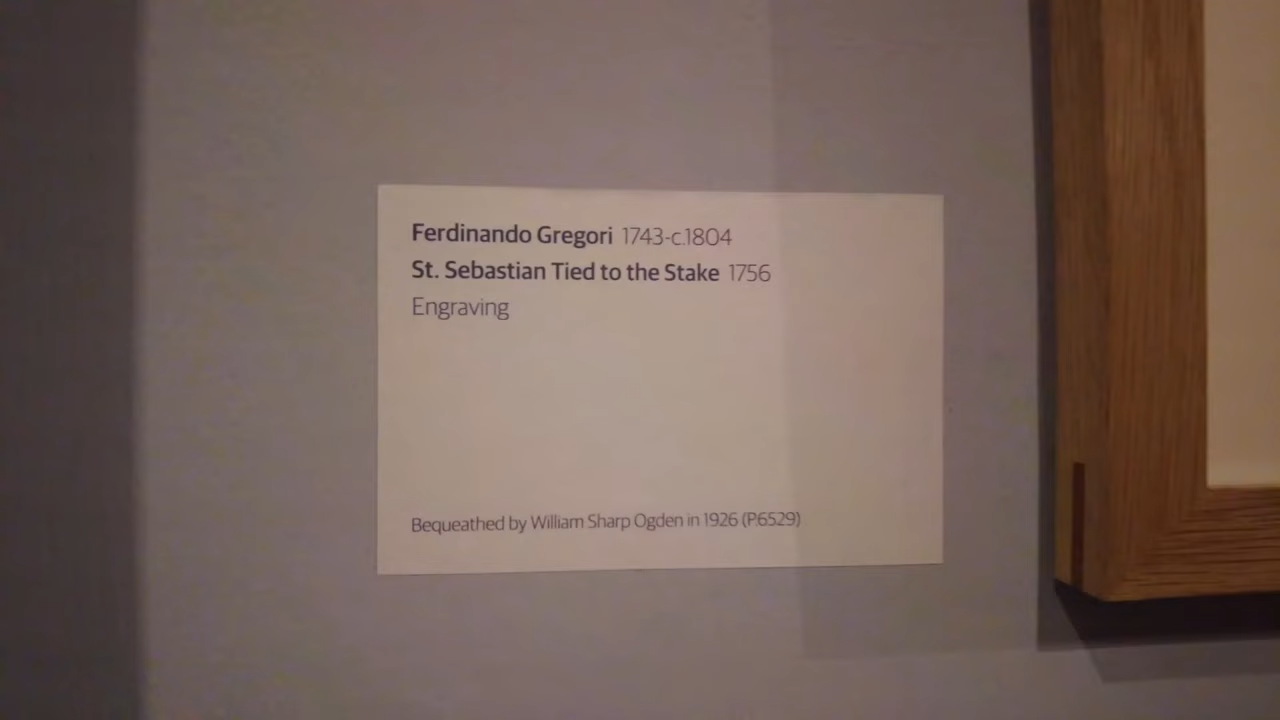 Ferdinando Gregori 1743-c.1804
St. Sebastian Tied to the Stake 1756
Engraving
Bequeathed by William Sharp Ogden in 1926 (P.6529)